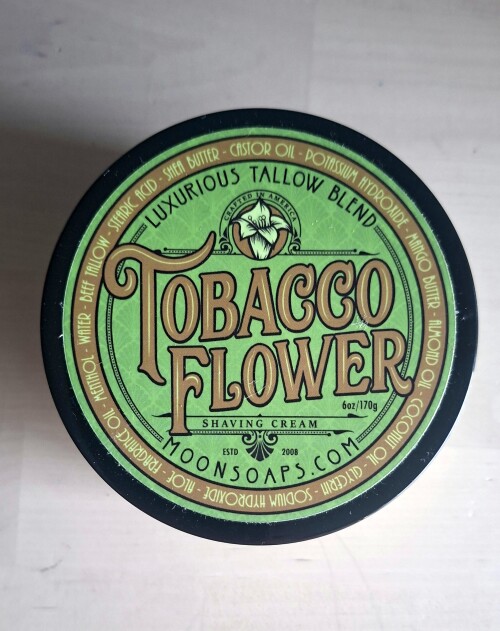 WATER - BEEF TALLOW - STEARIC ACID - SHEA BUTTER - CASTOR OIL - POTASSIUM HYDROXIDE - MANGO BUTTER - ALMOND OIL - COCONUT OIL - GLYCERIN - SODIUM HYDROXIDE - ALOE - FRAGRANCE OIL - MENTHOL -
LUXURIOUS TALLOW BLEND
CRAFTED IN AMERICA
TOBACCO
FLOWER
6oz/170g
SHAVING CREAM
ESTD 2008
MOONSOAPS.COM